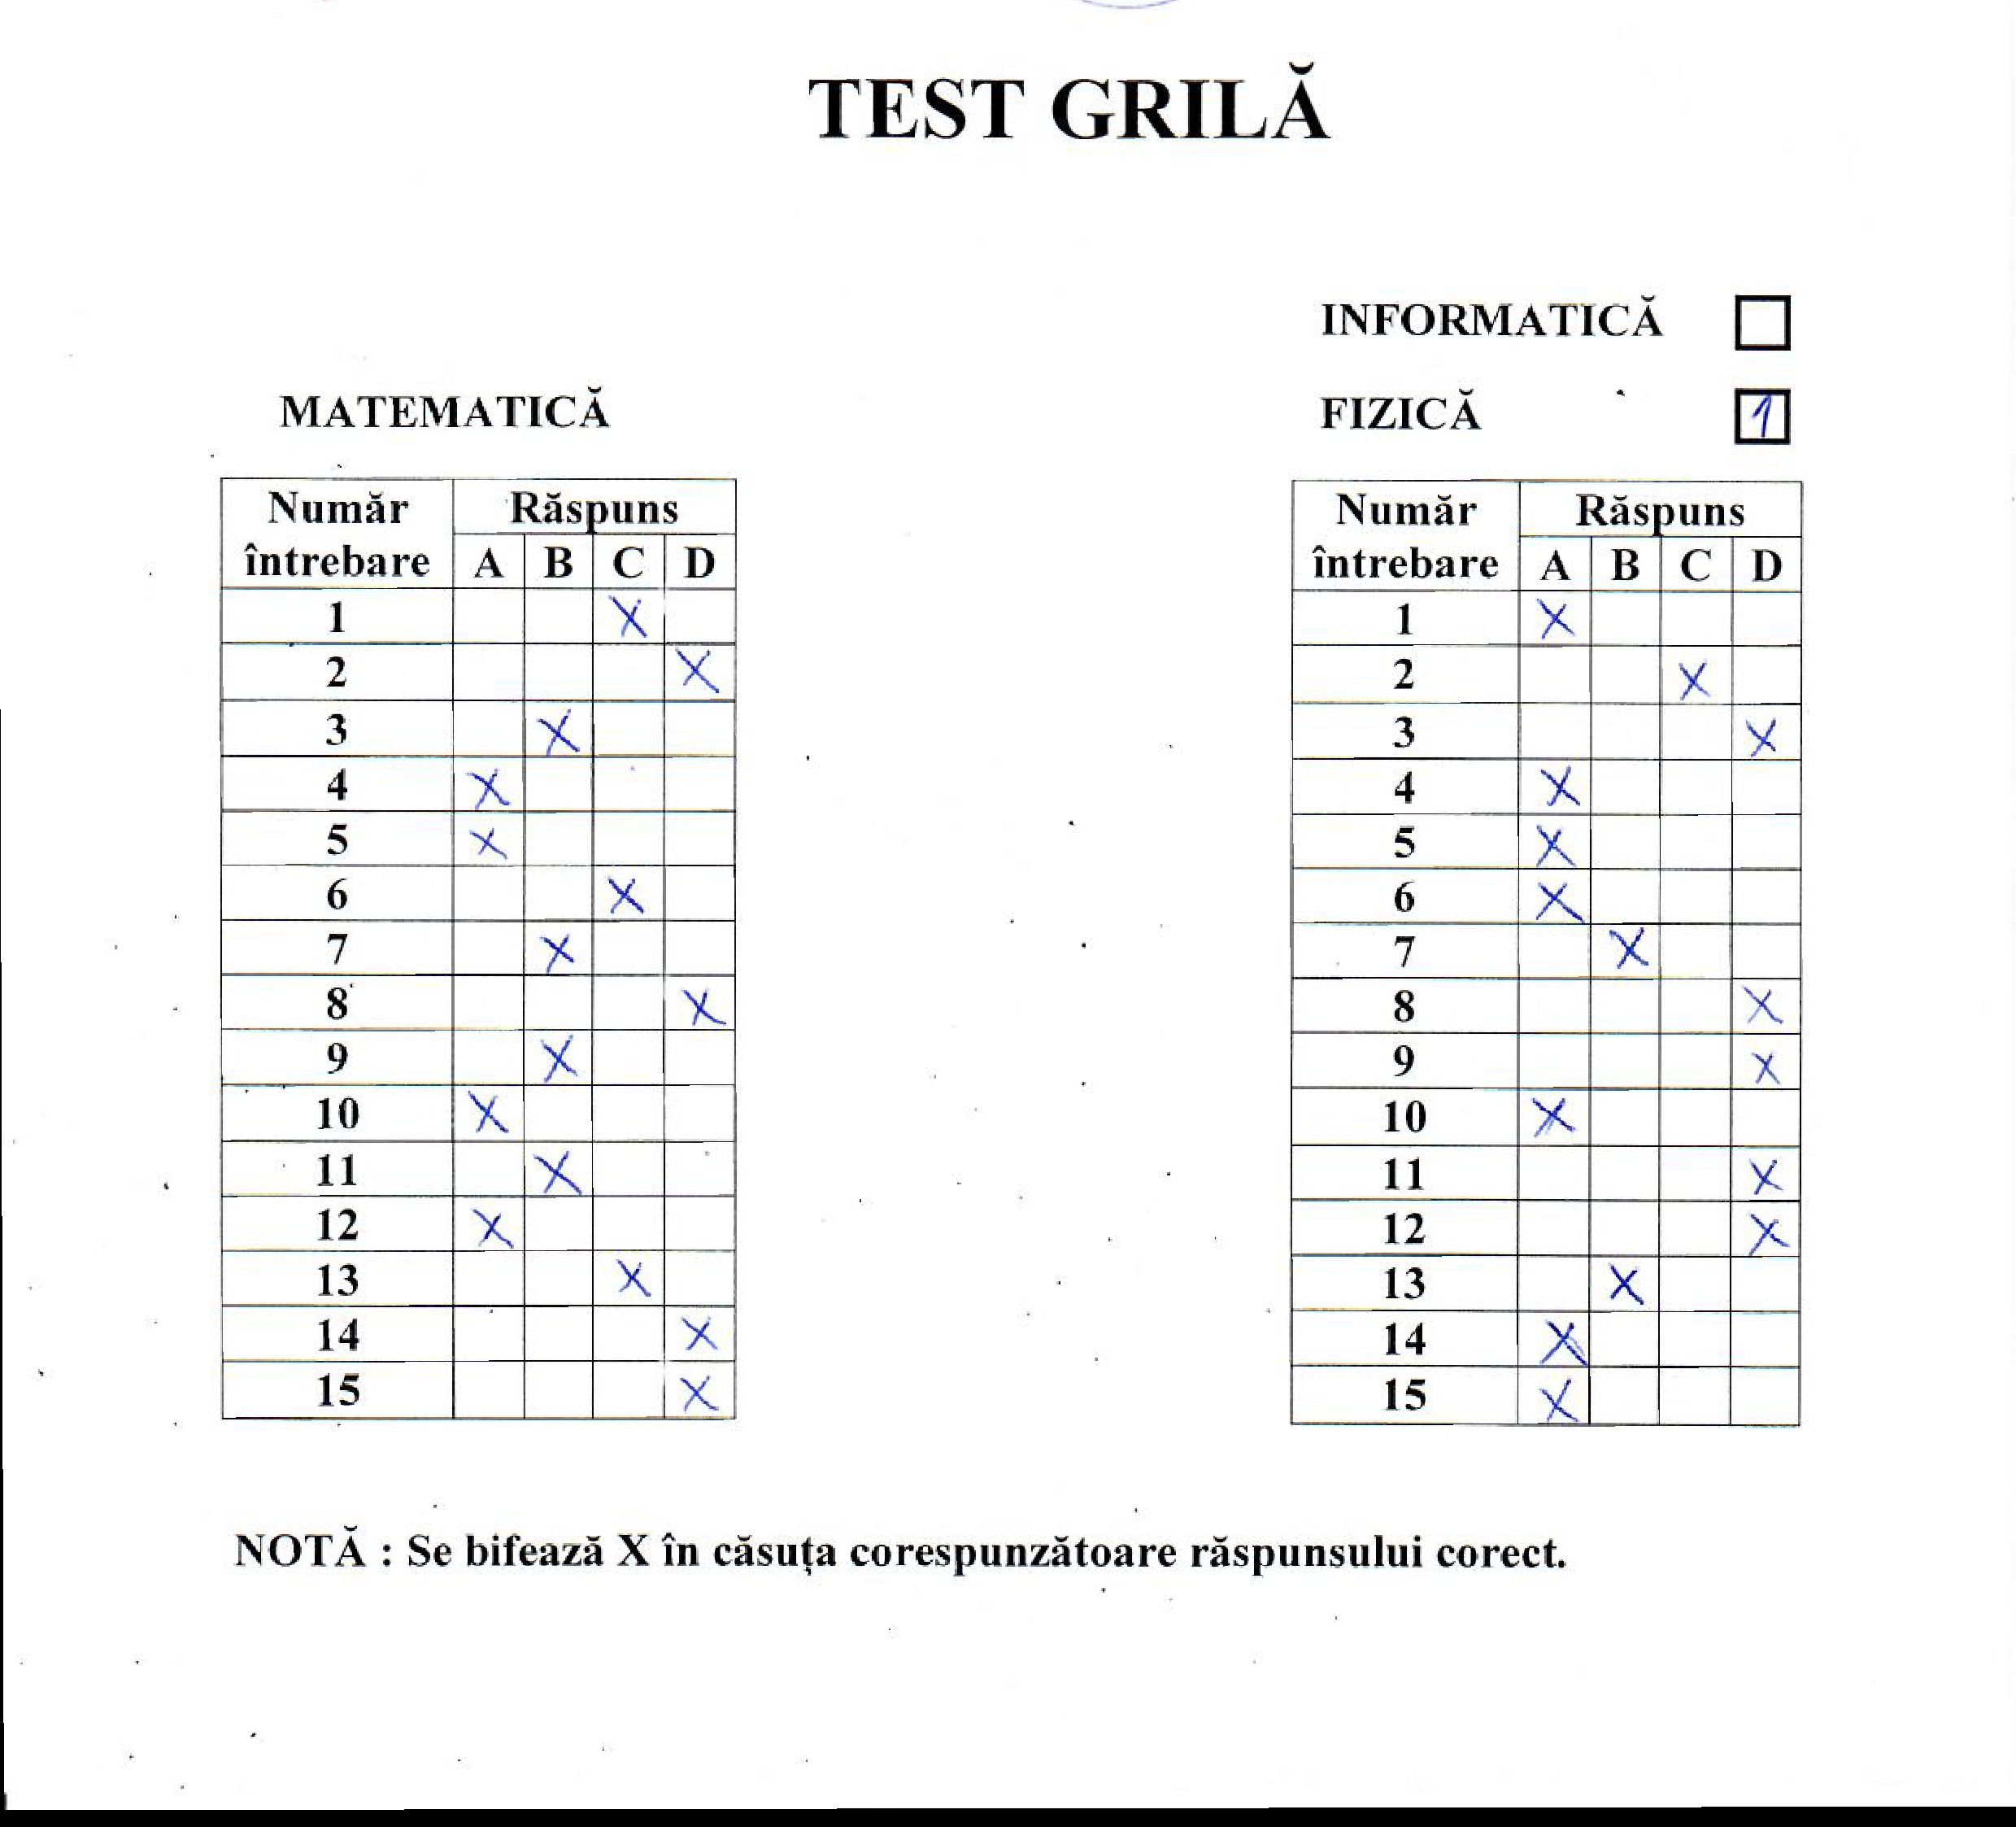 TEST GRILĂ
INFORMATICĂ
MATEMATICĂ
FIZICĂ 1
Număr întrebare Răspuns
A B C D
1 X
2 X
3 X
4 X
5 X
6 X
7 X
8 X
9 X
10 X
11 X
12 X
13 X
14 X
15 X
Număr întrebare Răspuns
A B C D
1 X
2 X
3 X
4 X
5 X
6 X
7 X
8 X
9 X
10 X
11 X
12 X
13 X
14 X
15 X
NOTĂ : Se bifează X în căsuța corespunzătoare răspunsului corect.